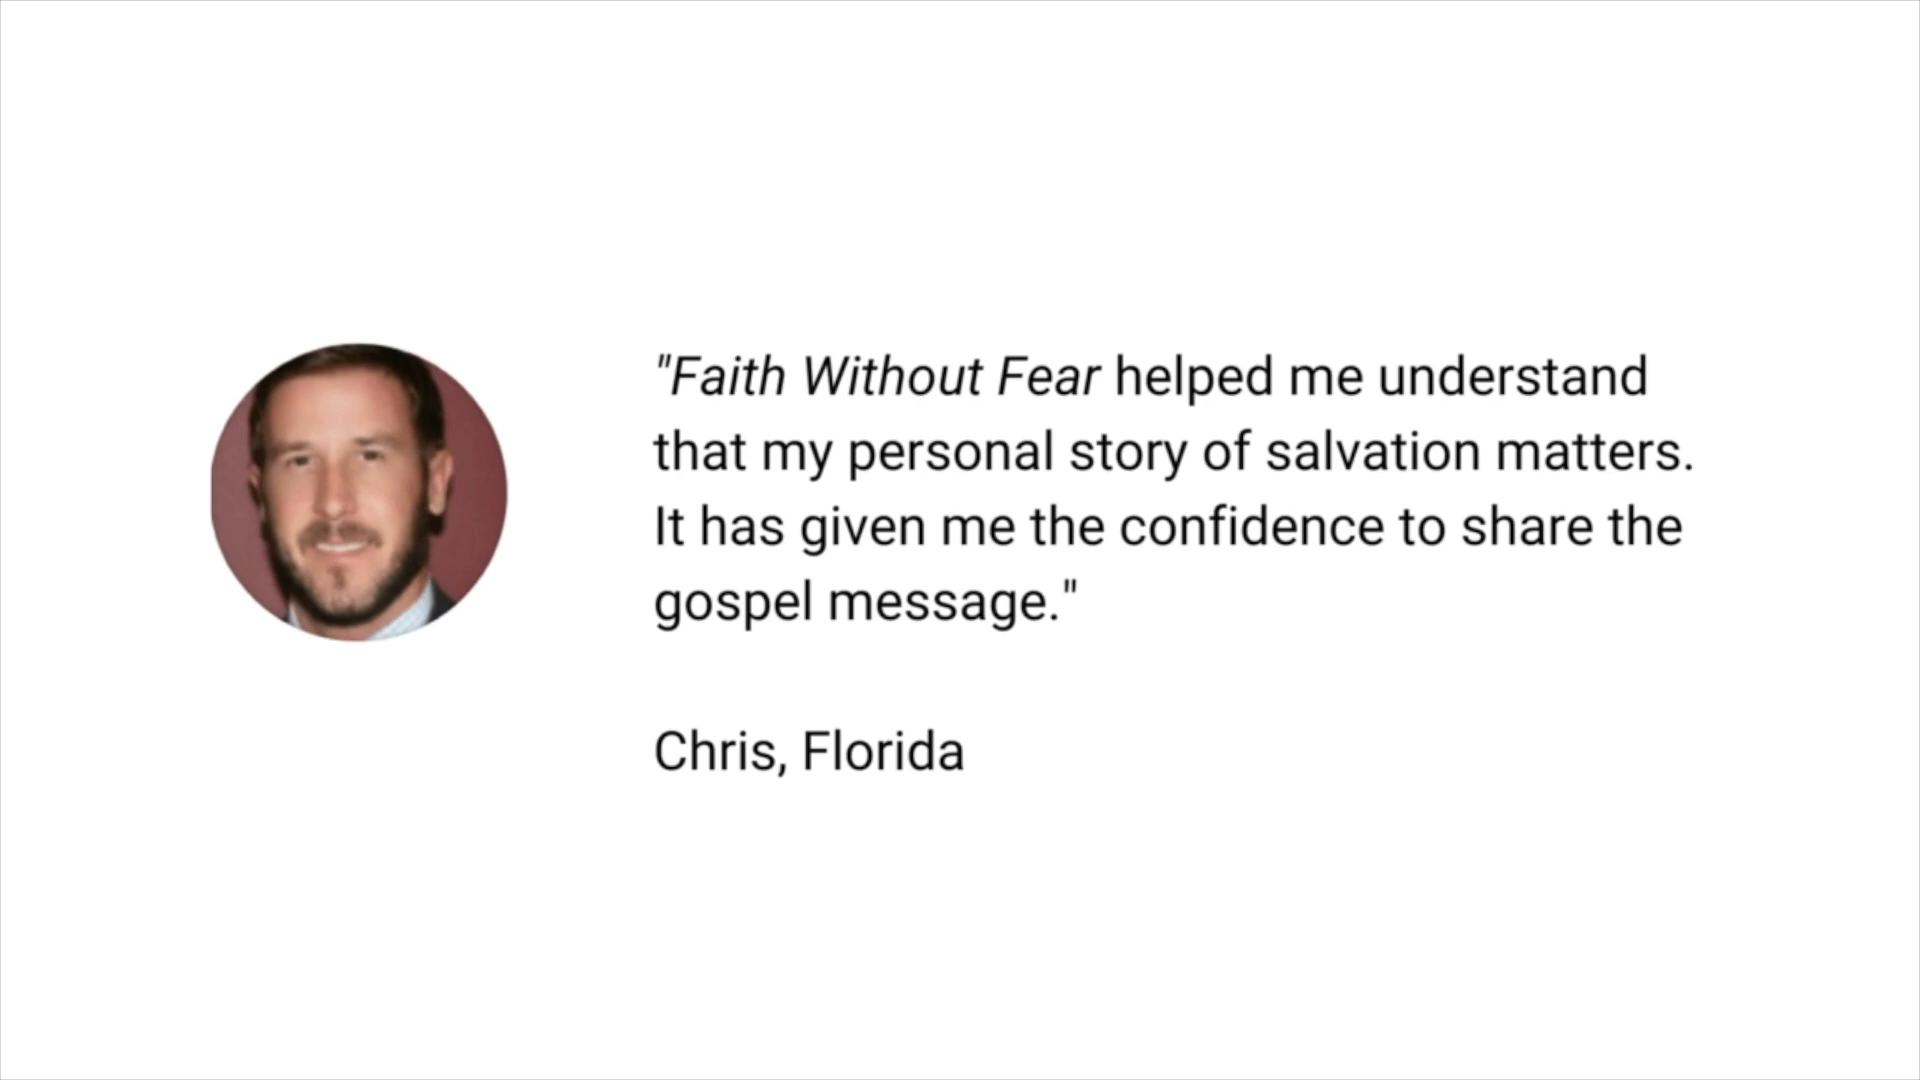 "Faith Without Fear helped me understand
that my personal story of salvation matters.
It has given me the confidence to share the
gospel message."
Chris, Florida